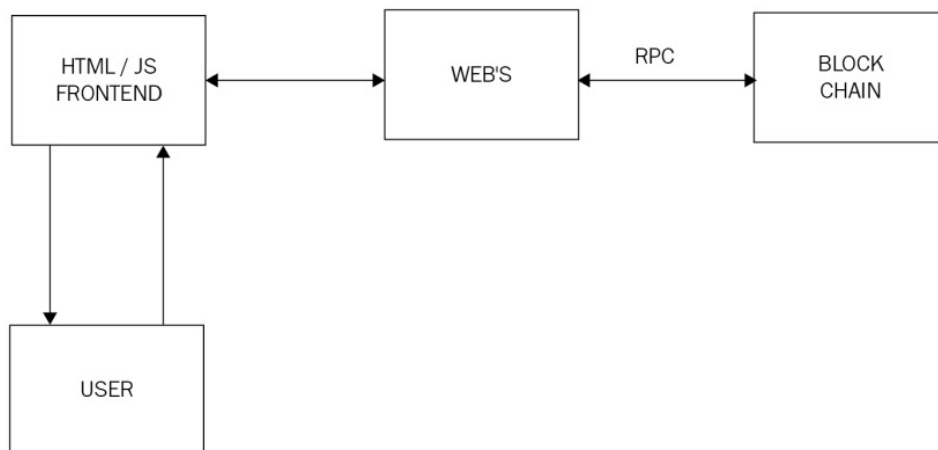 HTML / JS
FRONTEND
WEB'S
RPC
BLOCK
CHAIN
USER